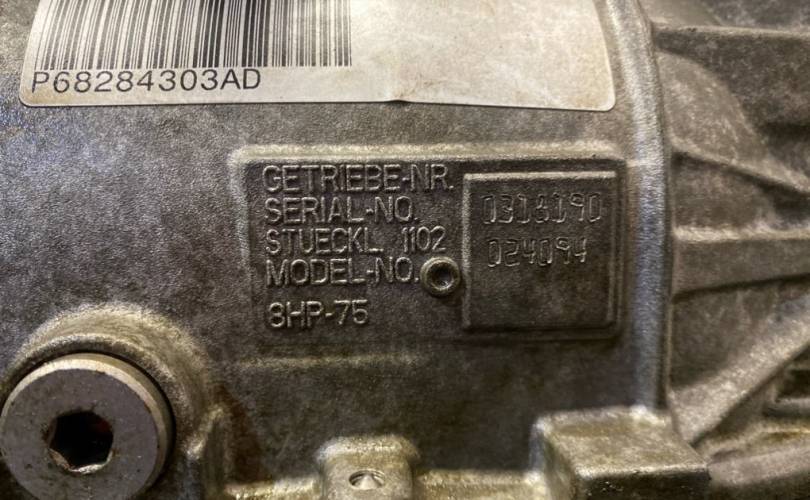 P68284303AD
GETRIEBE-NR.
SERIAL-NO.
0313190
STUECKL. 1102
024094
MODEL-NO.
8HP-75